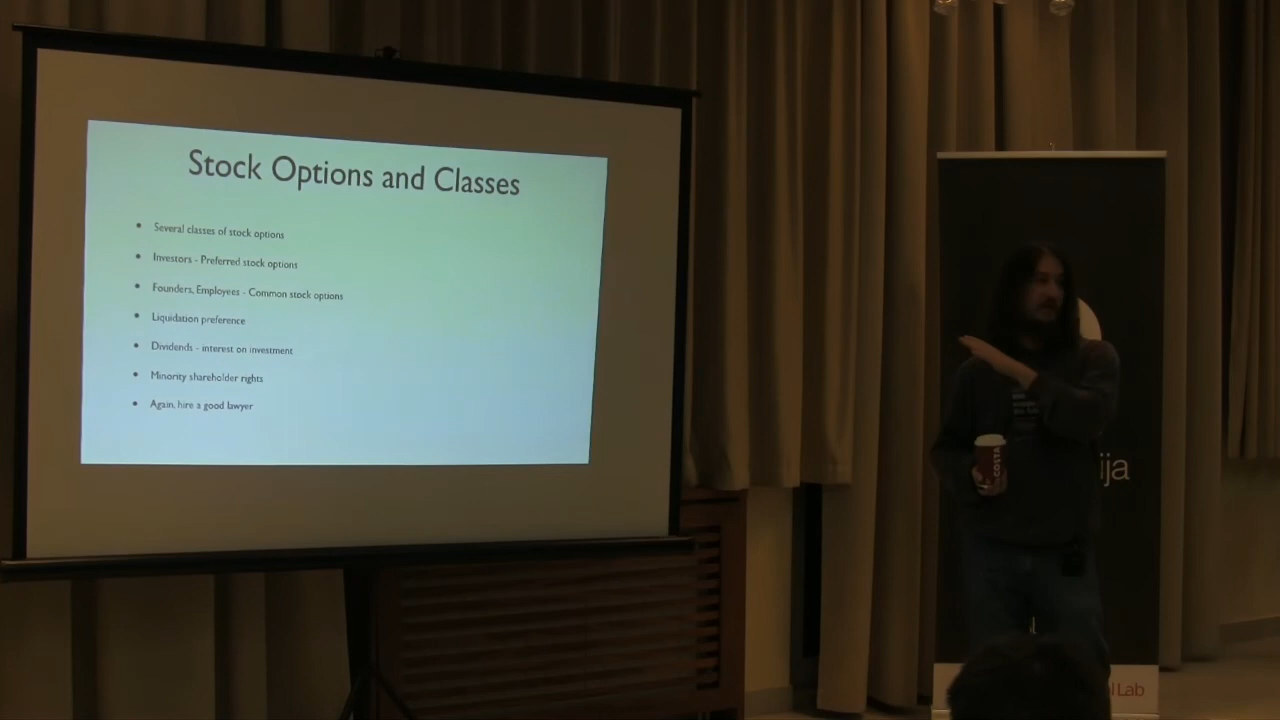 Stock Options and Classes
Several classes of stock options
Investors - Preferred stock options
Founders, Employees - Common stock options
Liquidation preference
Dividends - interest on investment
Minority shareholder rights
Again, hire a good lawyer
COSTA
ija
Lab